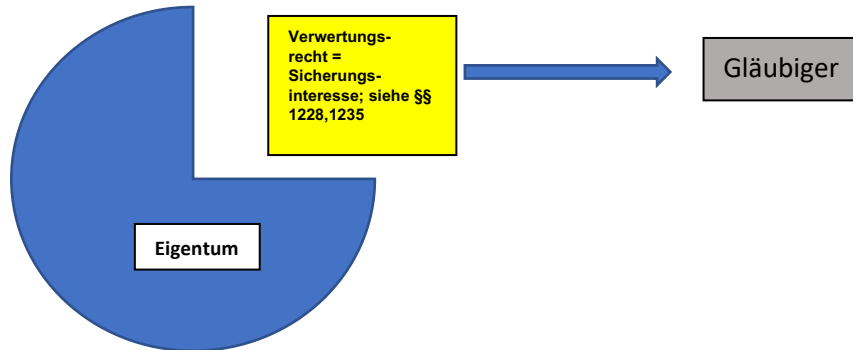 Verwertungs-
recht =
Sicherungs-
interesse; siehe §§
1228,1235
Gläubiger
Eigentum